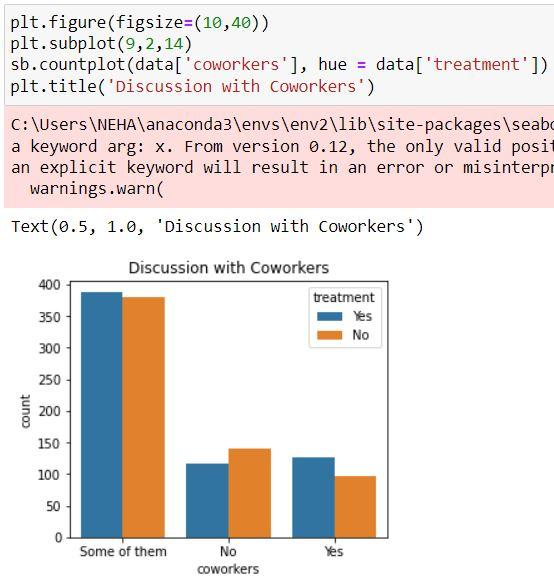 plt.figure(figsize=(10,40))
plt.subplot(9,2,14)
sb.countplot(data['coworkers'], hue = data['treatment'])
plt.title('Discussion with Coworkers')
C:\Users\NEHA\anaconda3\envs\env2\lib\site-packages\seabo
a keyword arg: x. From version 0.12, the only valid posit
an explicit keyword will result in an error or misinterpr
warnings.warn(
Text(0.5, 1.0, 'Discussion with Coworkers')
Discussion with Coworkers
400
350
300
250
200
150
100
50
0
count
treatment
Yes
No
Some of them
No
Yes
coworkers